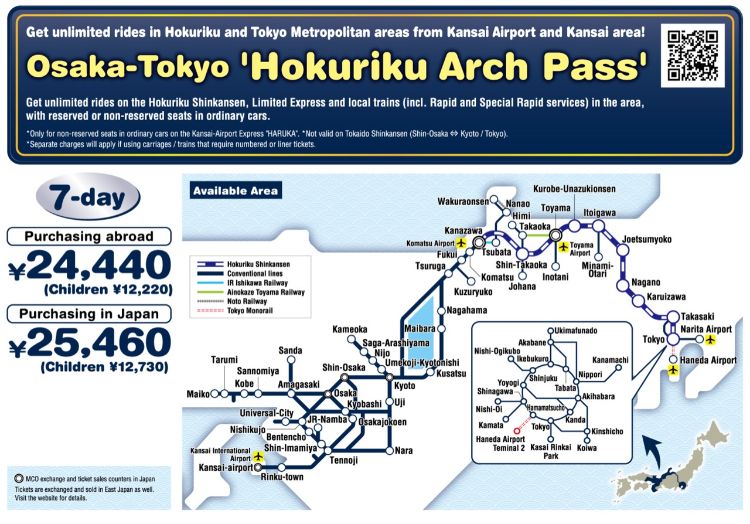 Get unlimited rides in Hokuriku and Tokyo Metropolitan areas from Kansai Airport and Kansai area!
Osaka-Tokyo 'Hokuriku Arch Pass'
Get unlimited rides on the Hokuriku Shinkansen, Limited Express and local trains (incl. Rapid and Special Rapid services) in the area,
with reserved or non-reserved seats in ordinary cars.
*Only for non-reserved seats in ordinary cars on the Kansai-Airport Express "HARUKA". *Not valid on Tokaido Shinkansen (Shin-Osaka ⇔ Kyoto / Tokyo).
*Separate charges will apply if using carriages / trains that require numbered or liner tickets.
7-day
Purchasing abroad
¥24,440
(Children ¥12,220)
Purchasing in Japan
¥25,460
(Children ¥12,730)
MCO exchange and ticket sales counters in Japan
Tickets are exchanged and sold in East Japan as well.
Visit the website for details.
Available Area
Hokuriku Shinkansen
Conventional lines
IR Ishikawa Railway
Ainokaze Toyama Railway
Noto Railway
Tokyo Monorail
Wakuraonsen
Nanao
Himi
Kurobe-Unazukionsen
Toyama
Itoigawa
Takaoka
Kanazawa
Komatsu Airport
Tsubata
Toyama
Airport
Joetsumyoko
Fukui
Tsuruga
Shin-Takaoka
Komatsu
Johana
Inotani
Minami-
Otari
Kuzuryuko
Nagano
Karuizawa
Nagahama
Takasaki
Maibara
Tokyo
Narita Airport
Haneda Airport
Kameoka
Saga-Arashiyama
Nijo
Umekoji-Kyotonishi
Shin-Osaka
Kusatsu
Kyoto
Sanda
Tarumi
Sannomiya
Kobe
Amagasaki
Maiko
Osaka
Kyobashi
Uji
Universal-City
JR-Namba
Osakajokoen
Nishikujo
Bentencho
Shin-Imamiya
Kansai International
Airport
Kansai-airport
Tennoji
Nara
Rinku-town
Ukimafunado
Akabane
Nishi-Ogikubo
Ikebukuro
Kanamachi
Shinjuku
Nippori
Yoyogi
Tabata
Shinagawa
Akihabara
Nishi-Oi
Hamamatsucho
Kanda
Kamata
Tokyo
Kinshicho
Haneda Airport
Teminal 2
Kasai Rinkai
Park
Koiwa